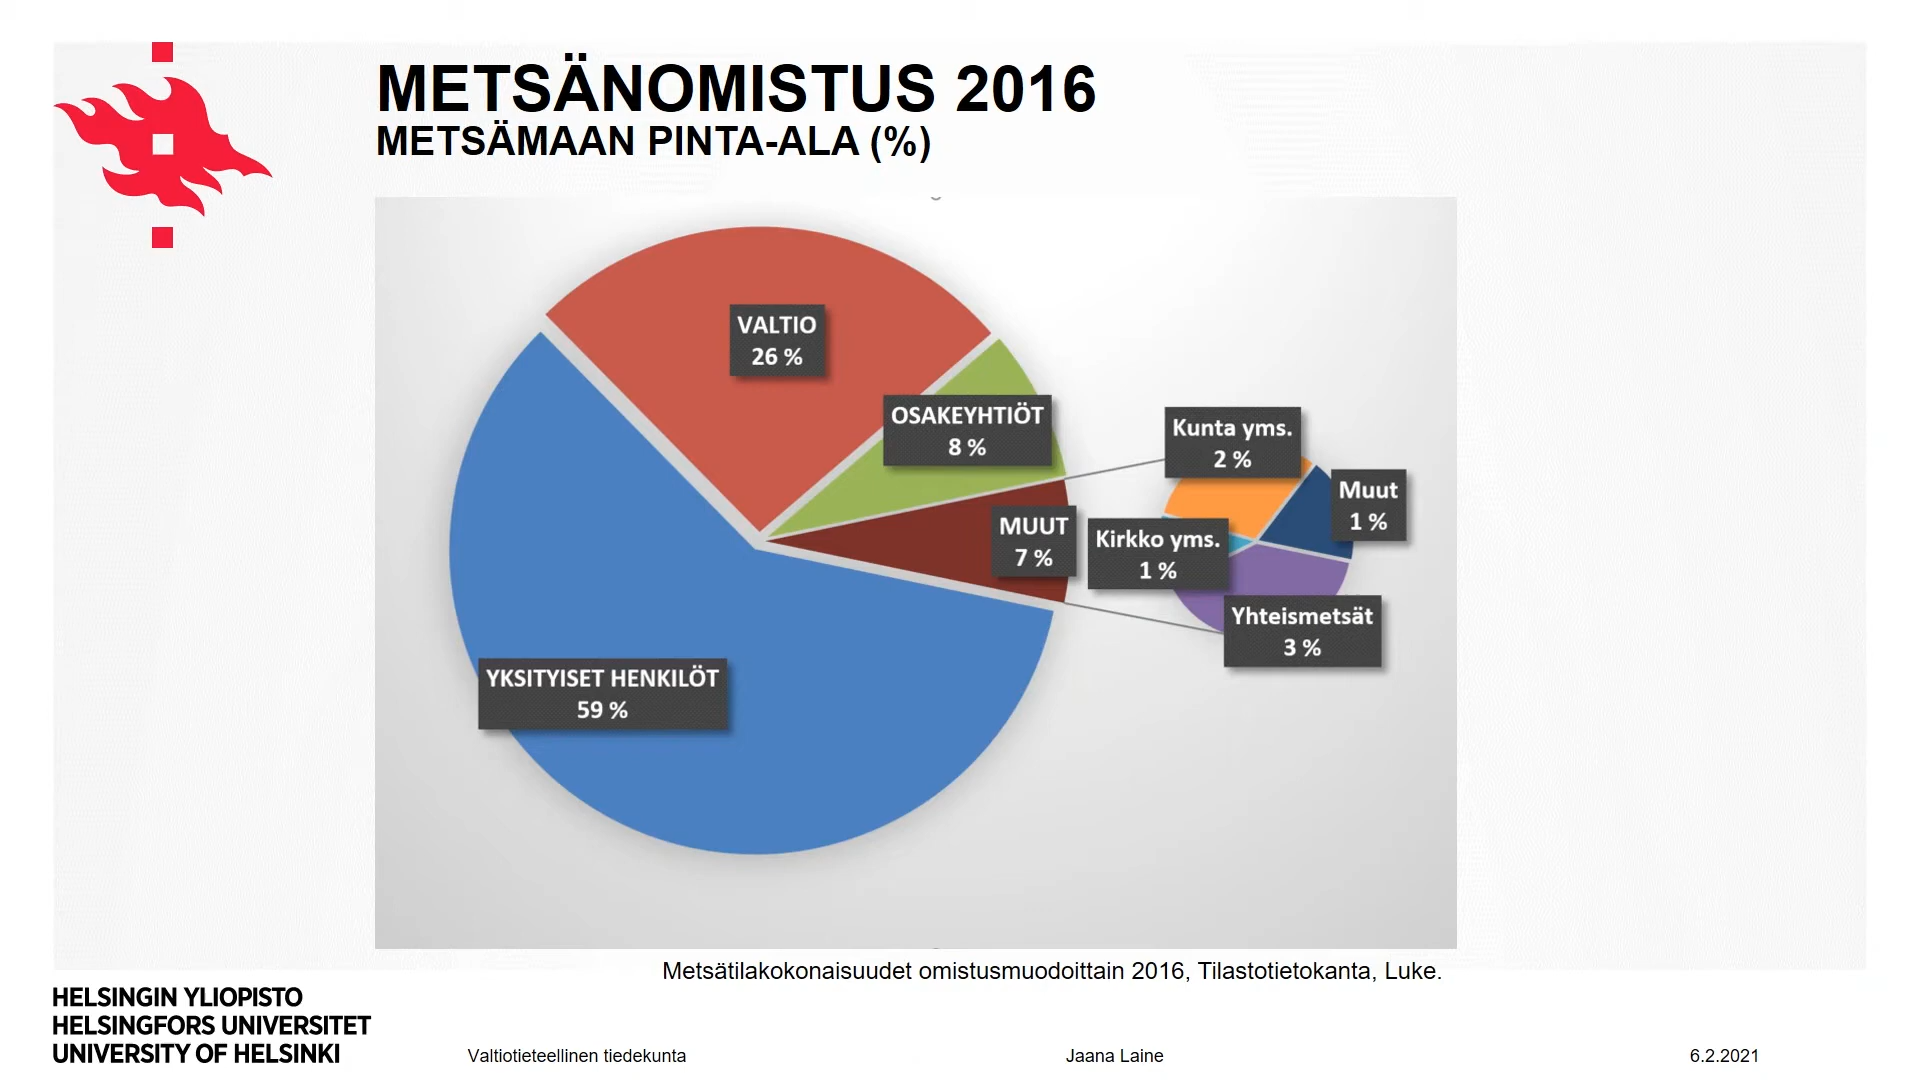 METSÄNOMISTUS 2016
METSÄMAAN PINTA-ALA (%)
VALTIO
26 %
OSAKEYHTIÖT
8 %
Kunta yms.
2 %
Muut
1 %
MUUT
7 %
Kirkko yms.
1 %
Yhteismetsät
3 %
YKSITYISET HENKILÖT
59 %
Metsätilakokonaisuudet omistusmuodoittain 2016, Tilastotietokanta, Luke.
HELSINGIN YLIOPISTO
HELSINGFORS UNIVERSITET
UNIVERSITY OF HELSINKI
Valtiotieteellinen tiedekunta
Jaana Laine
6.2.2021